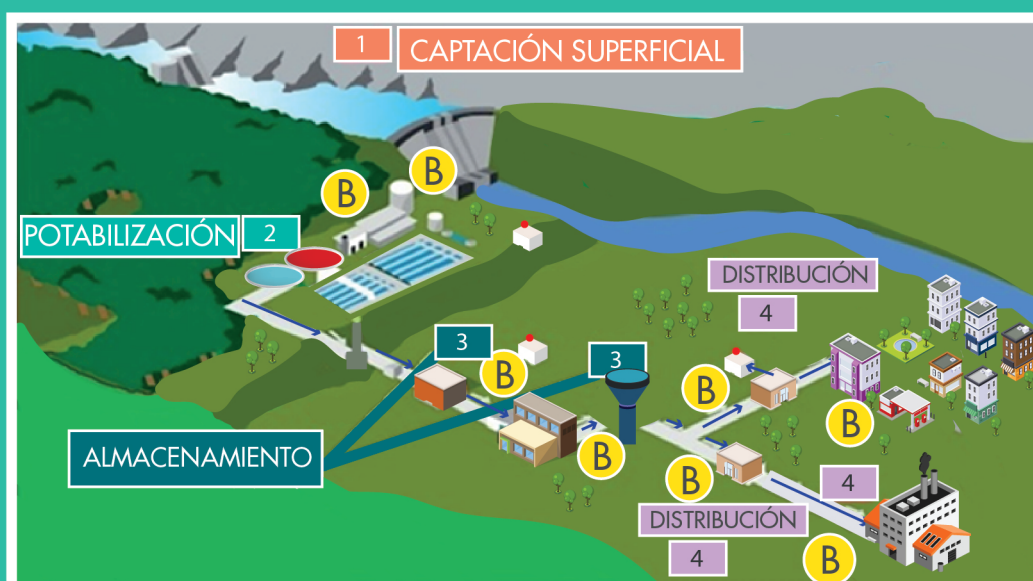 1 CAPTACIÓN SUPERFICIAL
B
B
POTABILIZACIÓN 2
DISTRIBUCIÓN
4
3
3
B
B
B
ALMACENAMIENTO
B
B
4
DISTRIBUCIÓN
4
B